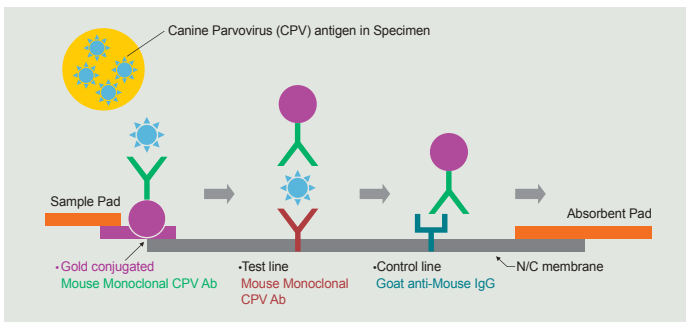 Canine Parvovirus (CPV) antigen in Specimen
Sample Pad
Absorbent Pad
•Gold conjugated
Mouse Monoclonal CPV Ab
•Test line
Mouse Monoclonal
CPV Ab
•Control line
Goat anti-Mouse IgG
N/C membrane